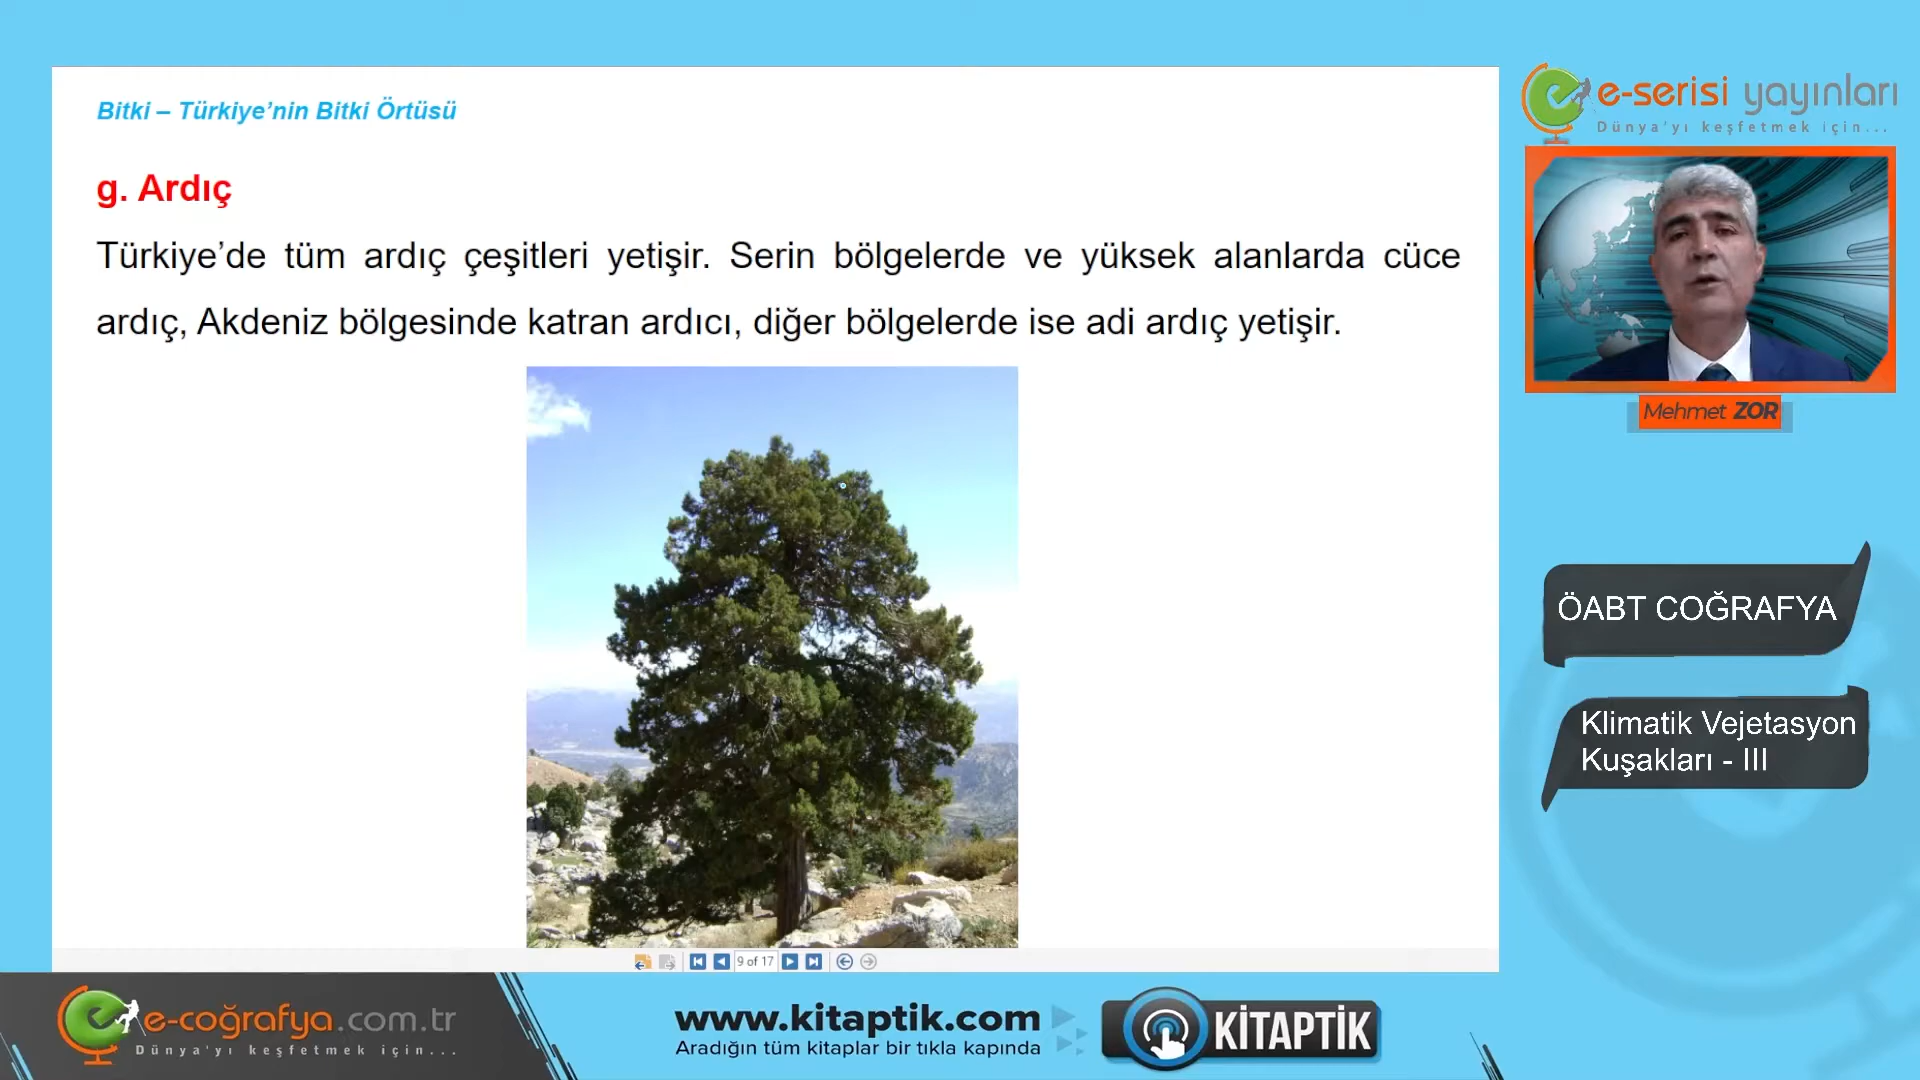 Bitki – Türkiye’nin Bitki Örtüsü
g. Ardıç
Türkiye’de tüm ardıç çeşitleri yetişir. Serin bölgelerde ve yüksek alanlarda cüce
ardıç, Akdeniz bölgesinde katran ardıcı, diğer bölgelerde ise adi ardıç yetişir.
9 of 17
e-serisi yayınları
Dünya'yı keşfetmek için...
Mehmet ZOR
ÖABT COĞRAFYA
Klimatik Vejetasyon
Kuşakları - III
e-coğrafya.com.tr
Dünya'yı keşfetmek için...
www.kitaptik.com
Aradığın tüm kitaplar bir tıkla kapında
KİTAPTIK